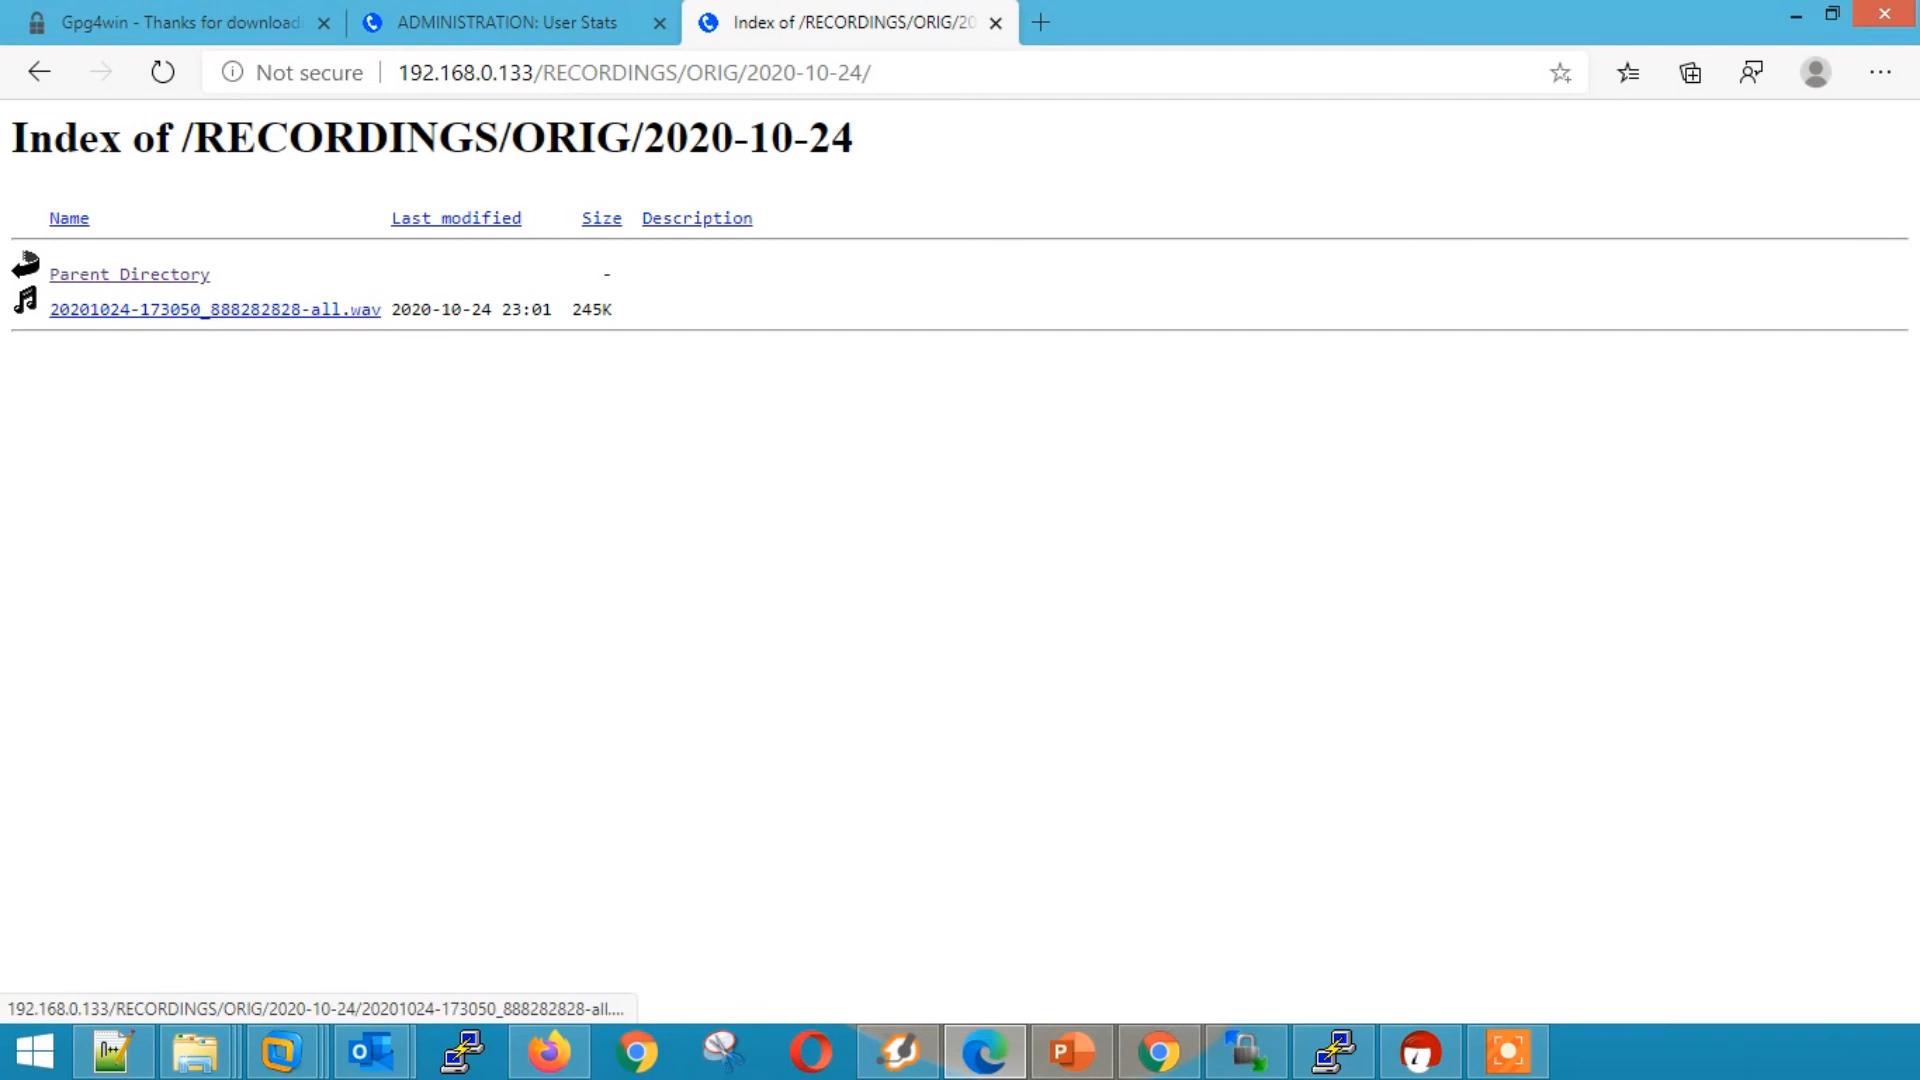 Gpg4win - Thanks for download
ADMINISTRATION: User Stats
Index of /RECORDINGS/ORIG/20
Not secure
192.168.0.133/RECORDINGS/ORIG/2020-10-24/
Index of /RECORDINGS/ORIG/2020-10-24
Name Last modified Size Description
Parent Directory -
20201024-173050_888282828-all.wav 2020-10-24 23:01 245K
192.168.0.133/RECORDINGS/ORIG/2020-10-24/20201024-173050_888282828-all....